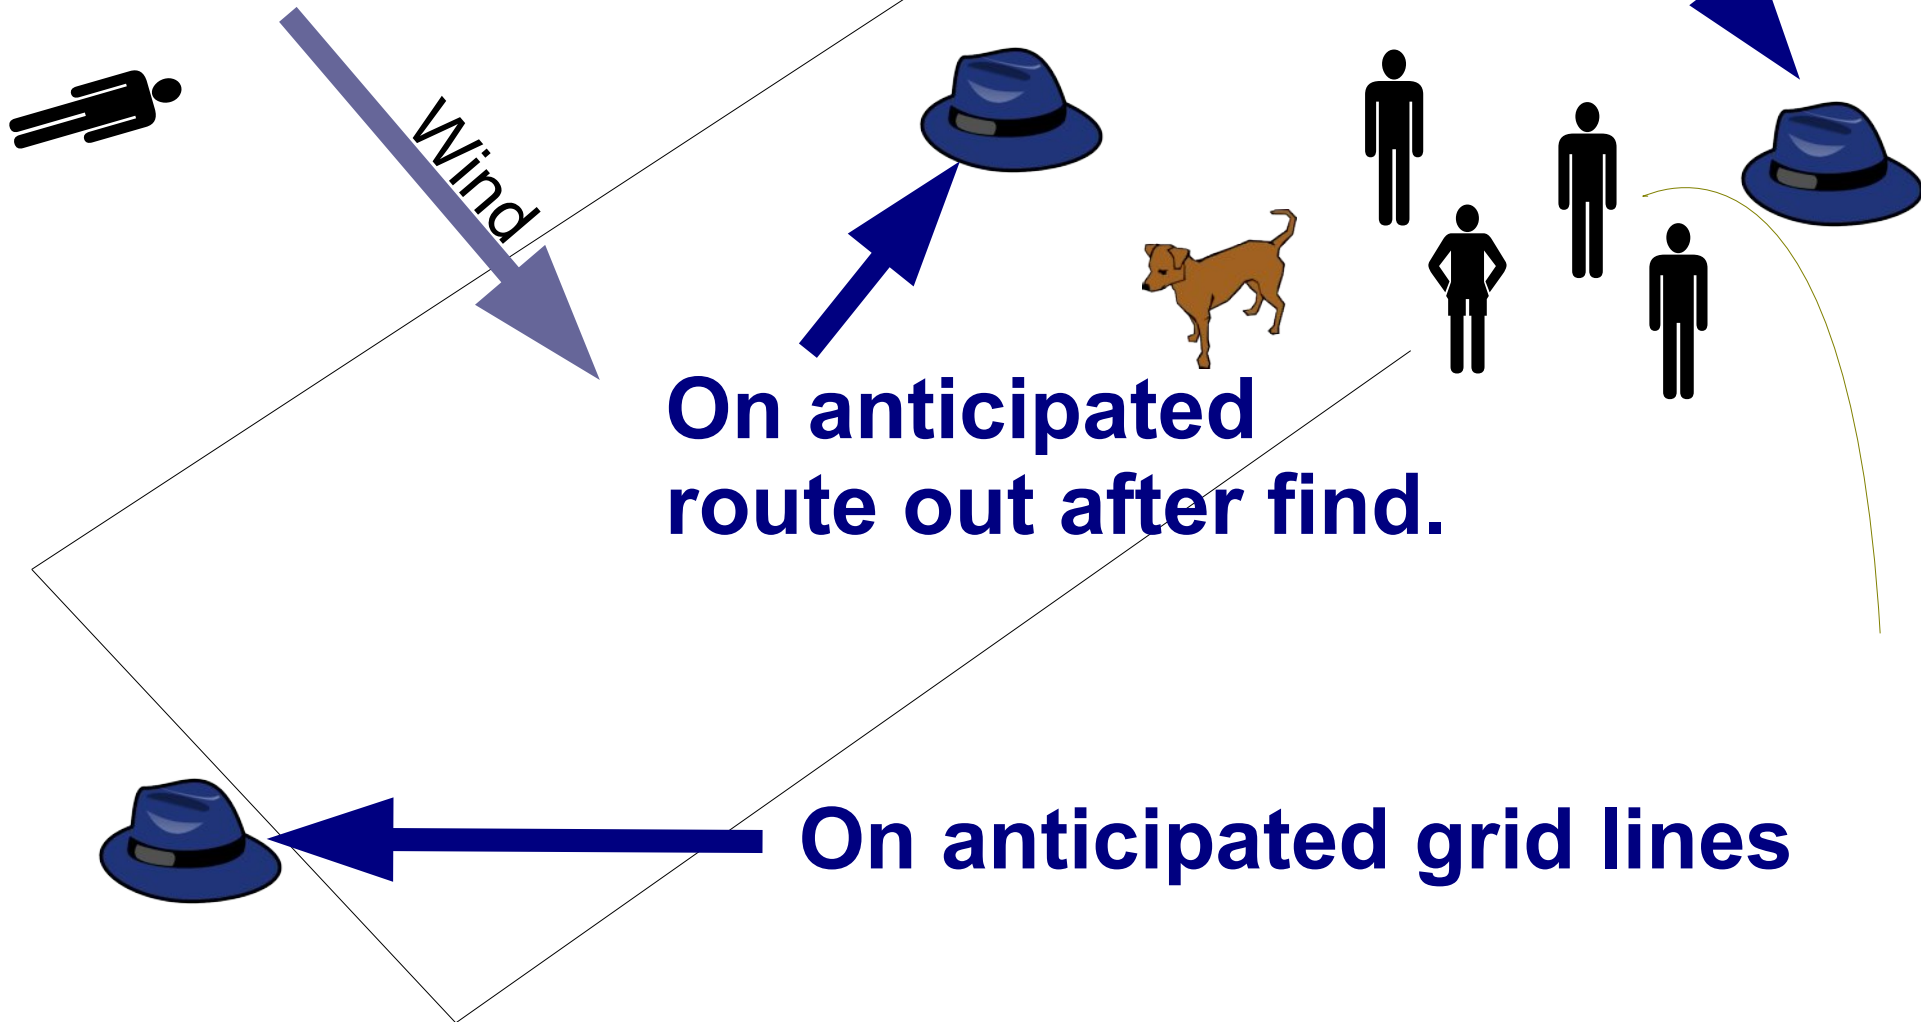 Wind
On anticipated
route out after find.
On anticipated grid lines